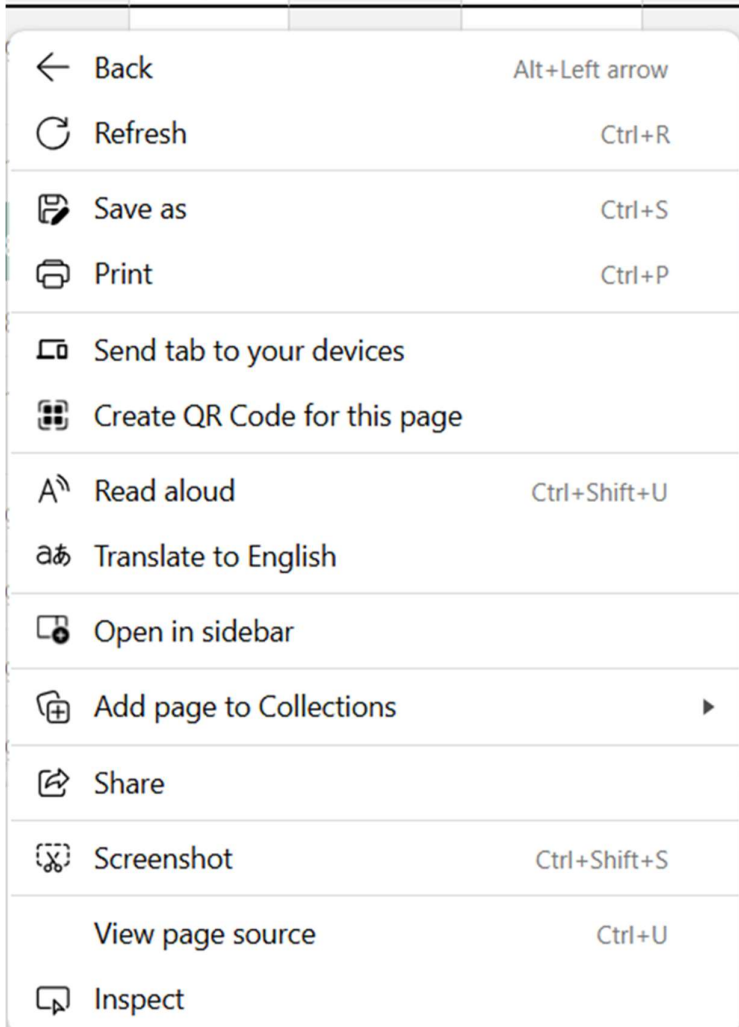 Back Alt+Left arrow
Refresh Ctrl+R
Save as Ctrl+S
Print Ctrl+P
Send tab to your devices
Create QR Code for this page
Read aloud Ctrl+Shift+U
aあ Translate to English
Open in sidebar
Add page to Collections
Share
Screenshot Ctrl+Shift+S
View page source Ctrl+U
Inspect